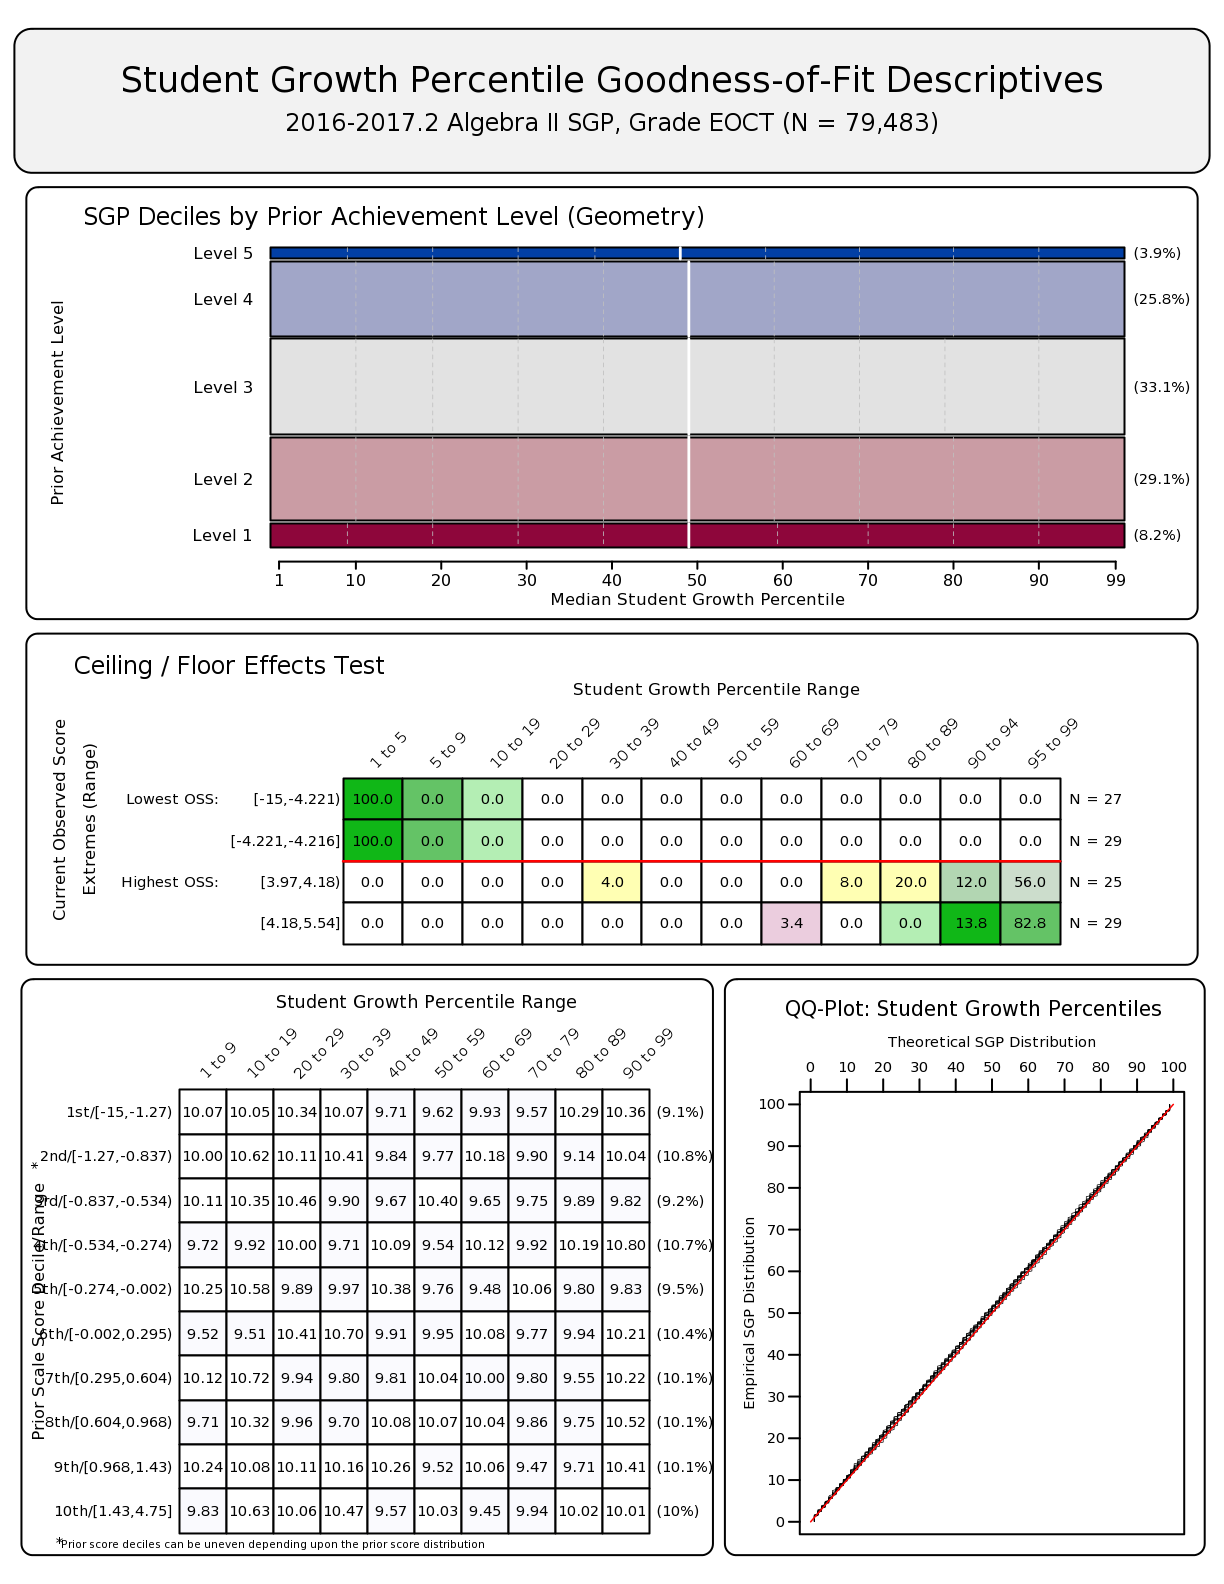 Student Growth Percentile Goodness-of-Fit Descriptives
2016-2017.2 Algebra II SGP, Grade EOCT (N = 79,483)
SGP Deciles by Prior Achievement Level (Geometry)
Prior Achievement Level
Level 5 (3.9%)
Level 4 (25.8%)
Level 3 (33.1%)
Level 2 (29.1%)
Level 1 (8.2%)
1 10 20 30 40 50 60 70 80 90 99
Median Student Growth Percentile
Ceiling / Floor Effects Test
Student Growth Percentile Range
Current Observed Score
Extremes (Range)
1 to 5 5 to 9 10 to 19 20 to 29 30 to 39 40 to 49 50 to 59 60 to 69 70 to 79 80 to 89 90 to 94 95 to 99
Lowest OSS: [-15,-4.221) 100.0 0.0 0.0 0.0 0.0 0.0 0.0 0.0 0.0 0.0 0.0 0.0 N = 27
[-4.221,-4.216] 100.0 0.0 0.0 0.0 0.0 0.0 0.0 0.0 0.0 0.0 0.0 0.0 N = 29
Highest OSS: [3.97,4.18) 0.0 0.0 0.0 0.0 4.0 0.0 0.0 0.0 8.0 20.0 12.0 56.0 N = 25
[4.18,5.54] 0.0 0.0 0.0 0.0 0.0 0.0 0.0 3.4 0.0 0.0 13.8 82.8 N = 29
Student Growth Percentile Range
Prior Scale Score Decile/Range *
1 to 9 10 to 19 20 to 29 30 to 39 40 to 49 50 to 59 60 to 69 70 to 79 80 to 89 90 to 99
1st/[-15,-1.27) 10.07 10.05 10.34 10.07 9.71 9.62 9.93 9.57 10.29 10.36 (9.1%)
2nd/[-1.27,-0.837) 10.00 10.62 10.11 10.41 9.84 9.77 10.18 9.90 9.14 10.04 (10.8%)
3rd/[-0.837,-0.534) 10.11 10.35 10.46 9.90 9.67 10.40 9.65 9.75 9.89 9.82 (9.2%)
4th/[-0.534,-0.274) 9.72 9.92 10.00 9.71 10.09 9.54 10.12 9.92 10.19 10.80 (10.7%)
5th/[-0.274,-0.002) 10.25 10.58 9.89 9.97 10.38 9.76 9.48 10.06 9.80 9.83 (9.5%)
6th/[-0.002,0.295) 9.52 9.51 10.41 10.70 9.91 9.95 10.08 9.77 9.94 10.21 (10.4%)
7th/[0.295,0.604) 10.12 10.72 9.94 9.80 9.81 10.04 10.00 9.80 9.55 10.22 (10.1%)
8th/[0.604,0.968) 9.71 10.32 9.96 9.70 10.08 10.07 10.04 9.86 9.75 10.52 (10.1%)
9th/[0.968,1.43) 10.24 10.08 10.11 10.16 10.26 9.52 10.06 9.47 9.71 10.41 (10.1%)
10th/[1.43,4.75] 9.83 10.63 10.06 10.47 9.57 10.03 9.45 9.94 10.02 10.01 (10%)
*Prior score deciles can be uneven depending upon the prior score distribution
QQ-Plot: Student Growth Percentiles
Theoretical SGP Distribution
0 10 20 30 40 50 60 70 80 90 100
Empirical SGP Distribution
100
90
80
70
60
50
40
30
20
10
0